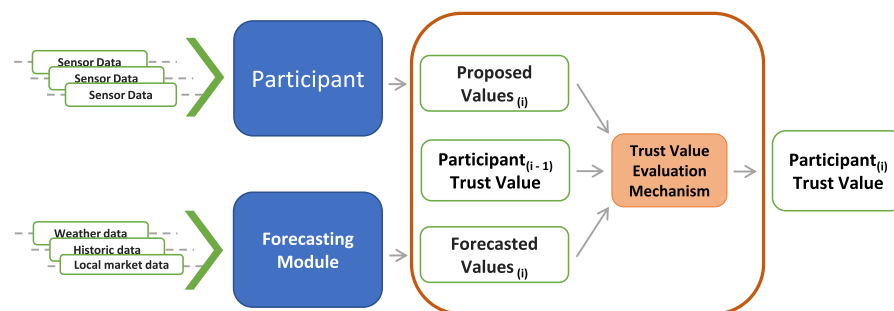 Sensor Data
Sensor Data
Sensor Data
Participant
Proposed
Values (i)
Participant(i - 1)
Trust Value
Trust Value
Evaluation
Mechanism
Participant(i)
Trust Value
Weather data
Historic data
Local market data
Forecasting
Module
Forecasted
Values (i)